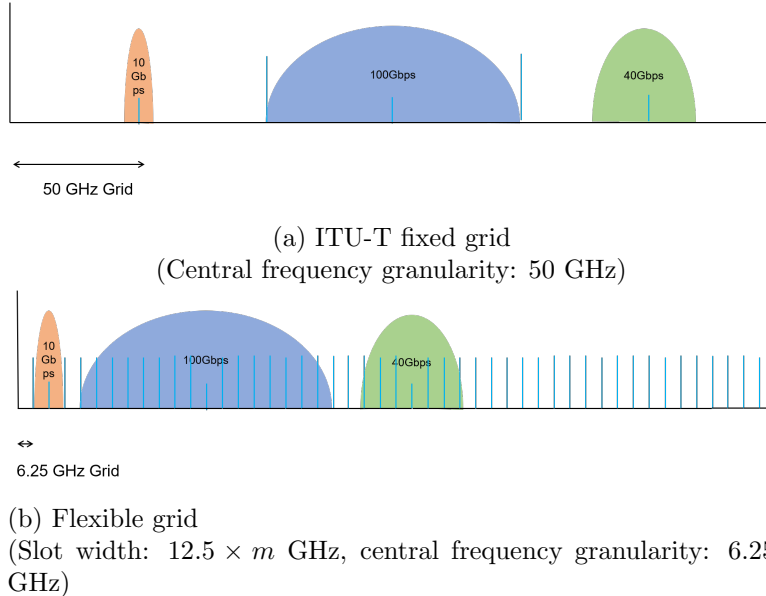 10
Gb
ps
100Gbps
40Gbps
50 GHz Grid
(a) ITU-T fixed grid
(Central frequency granularity: 50 GHz)
10
Gb
ps
100Gbps
40Gbps
6.25 GHz Grid
(b) Flexible grid
(Slot width: 12.5 × m GHz, central frequency granularity: 6.25
GHz)